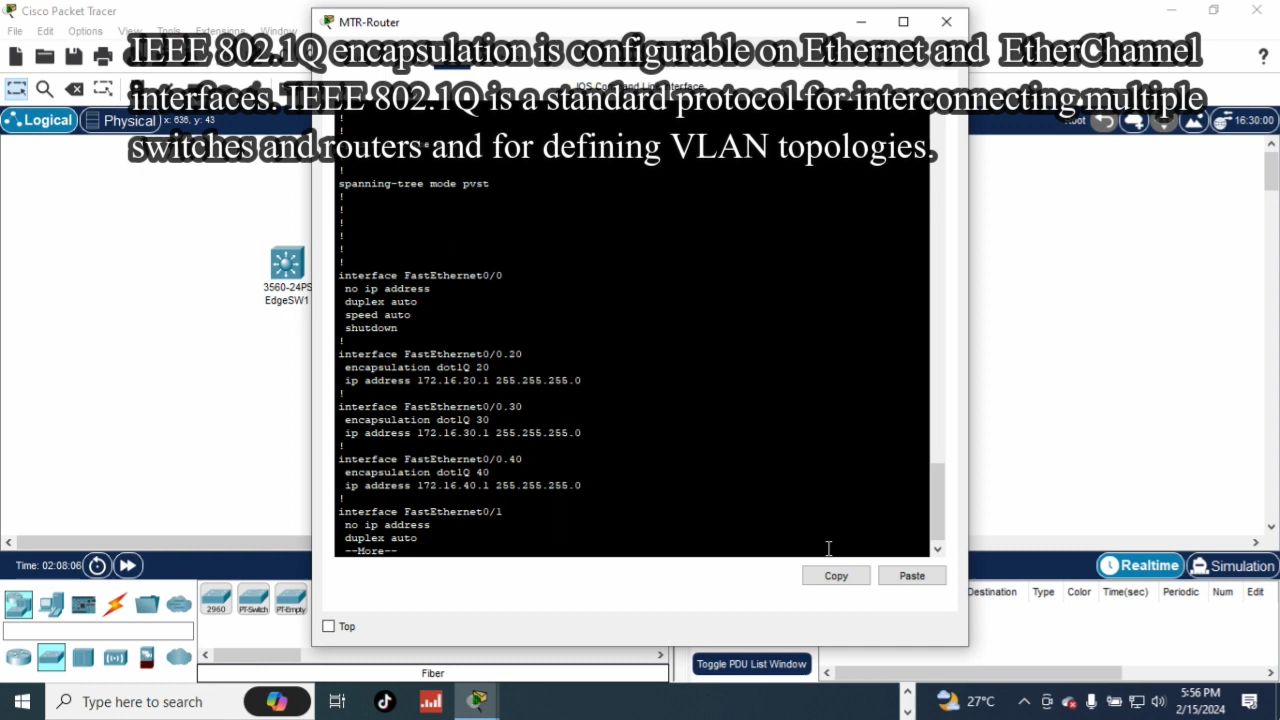 Cisco Packet Tracer
MTR-Router
File Edit Options View Tools Extensions Window
IEEE 802.1Q encapsulation is configurable on Ethernet and EtherChannel
interfaces. IEEE 802.1Q is a standard protocol for interconnecting multiple
switches and routers and for defining VLAN topologies.
IOS Command Line Interface
Logical
Physical
x: 636, y: 43
Root
16:30:00
!
spanning-tree mode pvst
!
!
!
!
!
!
interface FastEthernet0/0
no ip address
duplex auto
speed auto
shutdown
!
interface FastEthernet0/0.20
encapsulation dot1Q 20
ip address 172.16.20.1 255.255.255.0
!
interface FastEthernet0/0.30
encapsulation dot1Q 30
ip address 172.16.30.1 255.255.255.0
!
interface FastEthernet0/0.40
encapsulation dot1Q 40
ip address 172.16.40.1 255.255.255.0
!
interface FastEthernet0/1
no ip address
duplex auto
--More--
3560-24PS
EdgeSW1
Copy
Paste
Top
Time: 02:08:06
Realtime
Simulation
2960
PT-Switch
PT-Empty
Destination Type Color Time(sec) Periodic Num Edit
Toggle PDU List Window
Fiber
Type here to search
27°C
5:56 PM
2/15/2024